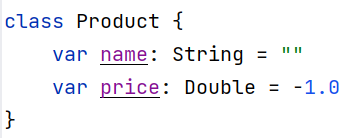 class Product {
    var name: String = ""
    var price: Double = -1.0
}